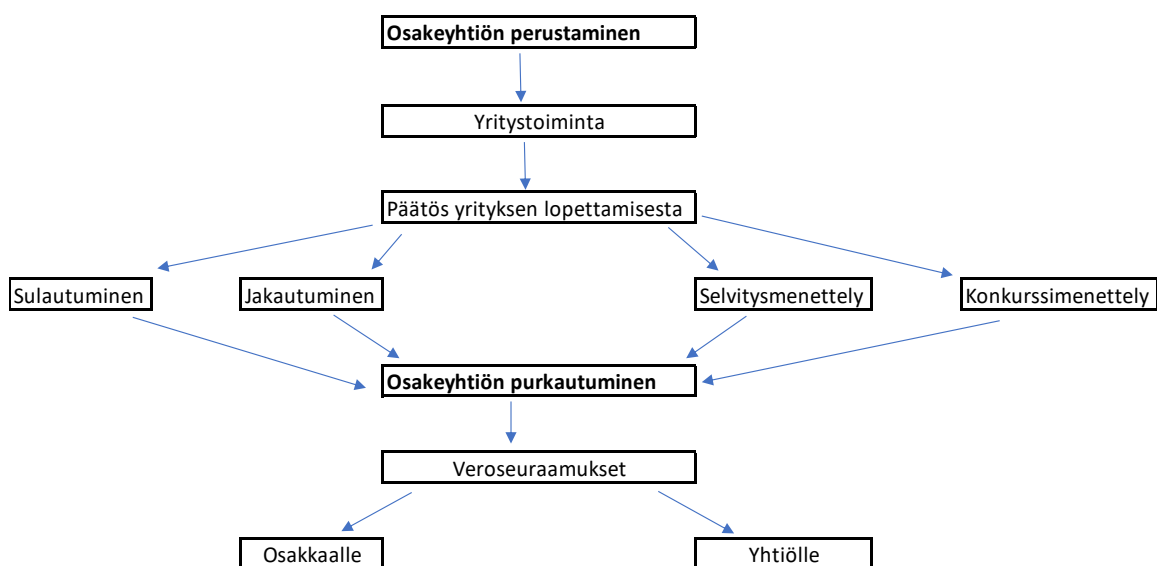 Osakeyhtiön perustaminen
Yritystoiminta
Päätös yrityksen lopettamisesta
Sulautuminen
Jakautuminen
Selvitysmenettely
Konkurssimenettely
Osakeyhtiön purkautuminen
Veroseuraamukset
Osakkaalle
Yhtiölle